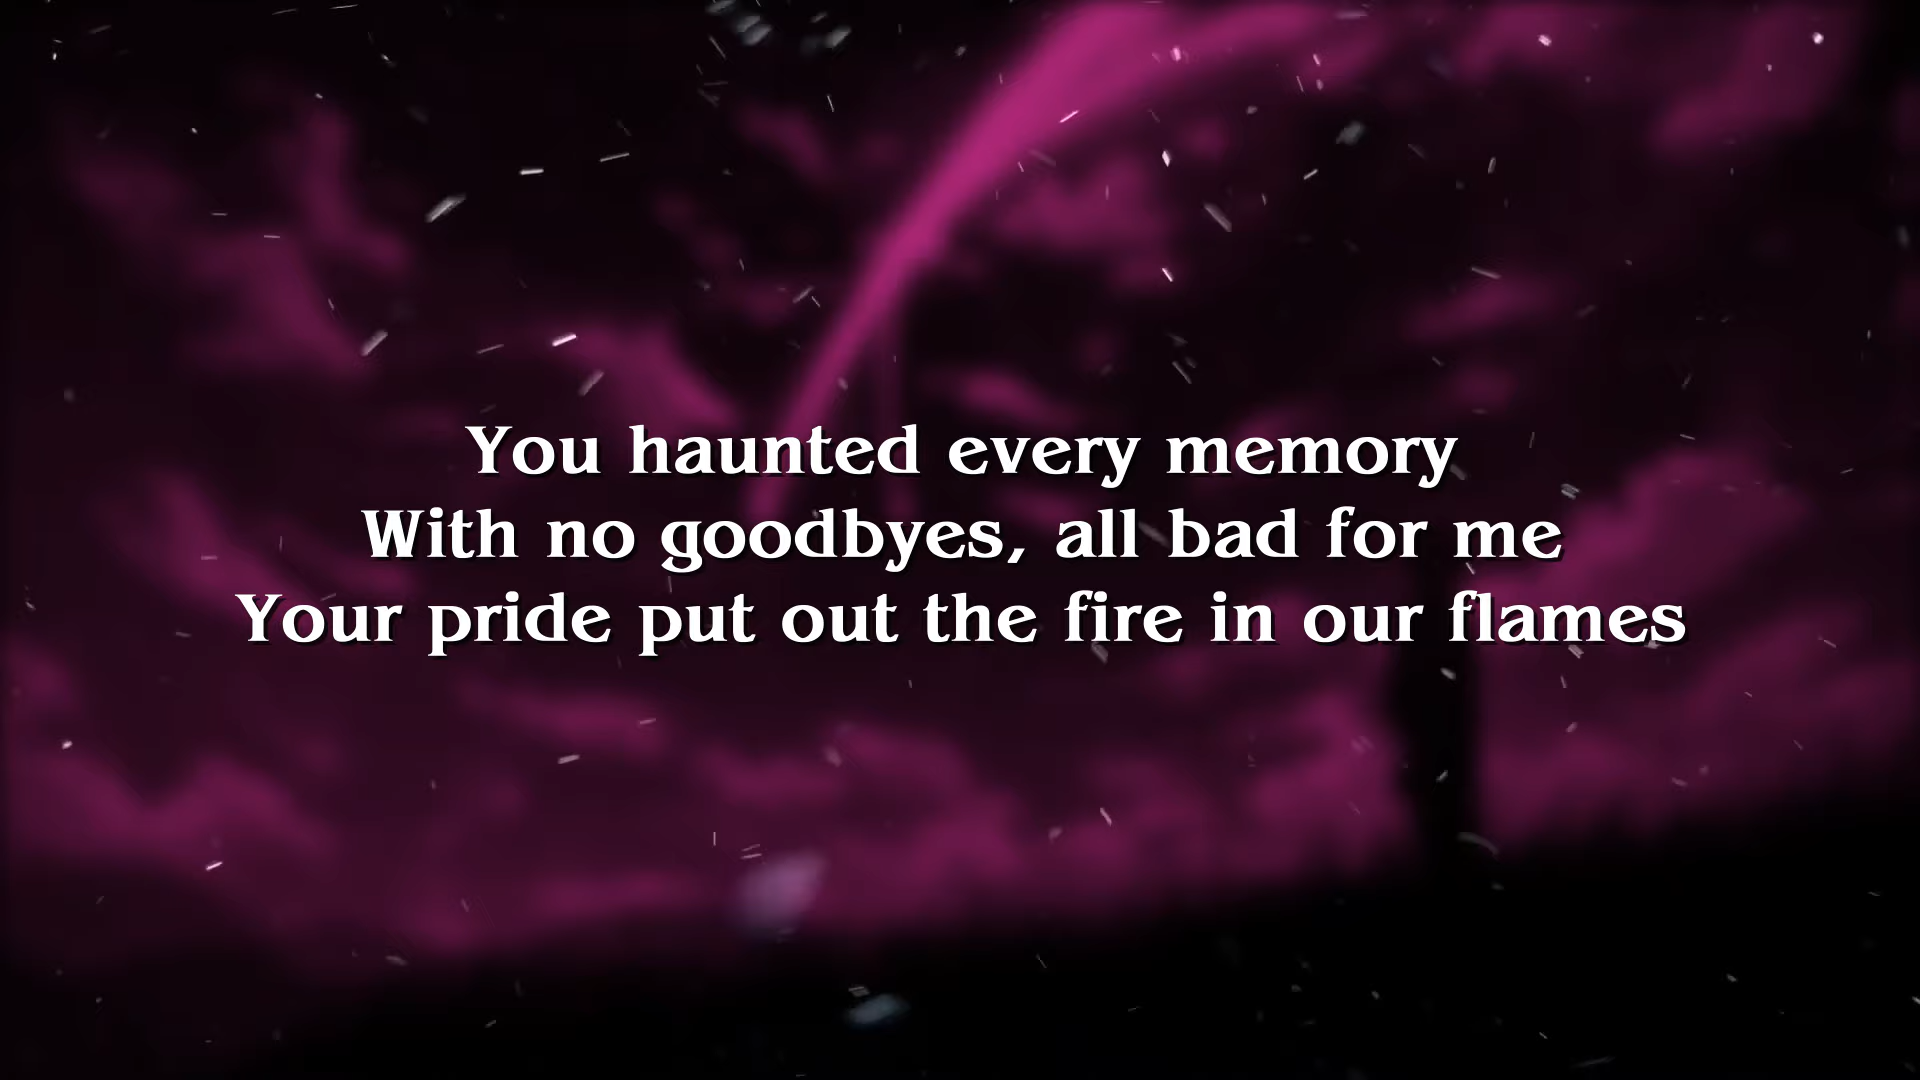 You haunted every memory
With no goodbyes, all bad for me
Your pride put out the fire in our flames